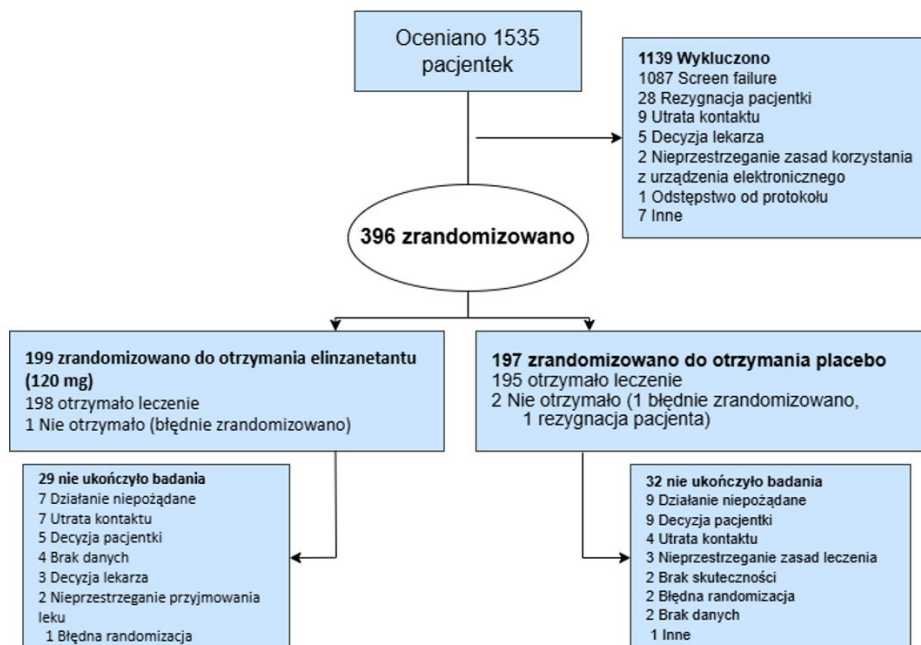 Oceniano 1535
pacjentek
1139 Wykluczono
1087 Screen failure
28 Rezygnacja pacjentki
9 Utrata kontaktu
5 Decyzja lekarza
2 Nieprzestrzeganie zasad korzystania
z urządzenia elektronicznego
1 Odstępstwo od protokołu
7 Inne
396 zrandomizowano
199 zrandomizowano do otrzymania elinzanetantu
(120 mg)
198 otrzymało leczenie
1 Nie otrzymało (błędnie zrandomizowano)
197 zrandomizowano do otrzymania placebo
195 otrzymało leczenie
2 Nie otrzymało (1 błędnie zrandomizowano,
1 rezygnacja pacjenta)
29 nie ukończyło badania
7 Działanie niepożądane
7 Utrata kontaktu
5 Decyzja pacjentki
4 Brak danych
3 Decyzja lekarza
2 Nieprzestrzeganie przyjmowania
leku
1 Błędna randomizacja
32 nie ukończyło badania
9 Działanie niepożądane
9 Decyzja pacjentki
4 Utrata kontaktu
3 Nieprzestrzeganie zasad leczenia
2 Brak skuteczności
2 Błędna randomizacja
2 Brak danych
1 Inne